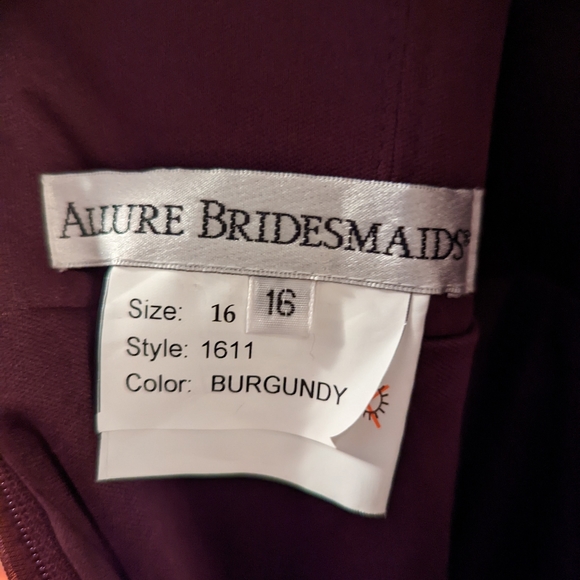 ALLURE BRIDESMAIDS®
16
Size: 16
Style: 1611
Color: BURGUNDY